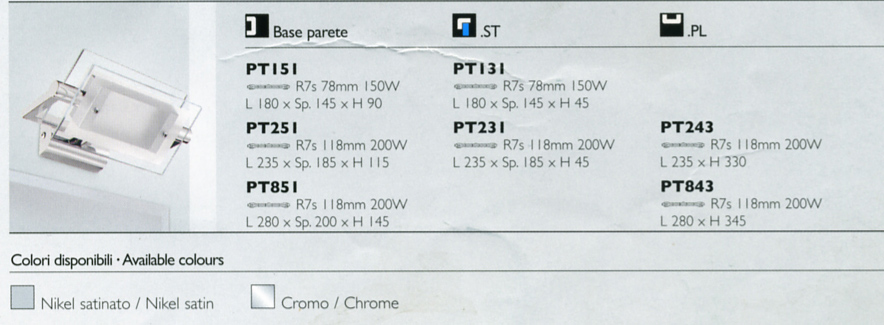 Base parete .ST .PL
PT151 PT131
R7s 78mm 150W R7s 78mm 150W
L 180 x Sp. 145 x H 90 L 180 x Sp. 145 x H 45
PT251 PT231 PT243
R7s 118mm 200W R7s 118mm 200W R7s 118mm 200W
L 235 x Sp. 185 x H 115 L 235 x Sp. 185 x H 45 L 235 x H 330
PT851 PT843
R7s 118mm 200W R7s 118mm 200W
L 280 x Sp. 200 x H 145 L 280 x H 345
Colori disponibili · Available colours
Nikel satinato / Nikel satin Cromo / Chrome